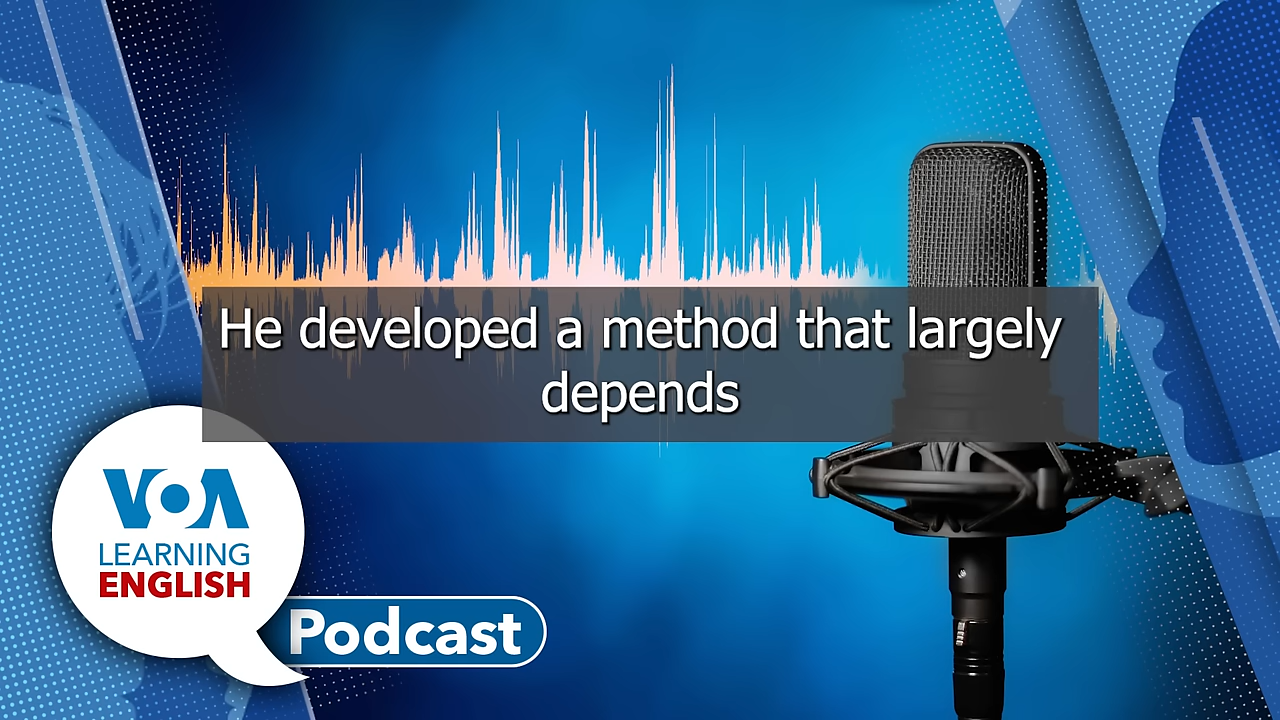 He developed a method that largely
depends
VOA
LEARNING
ENGLISH
Podcast